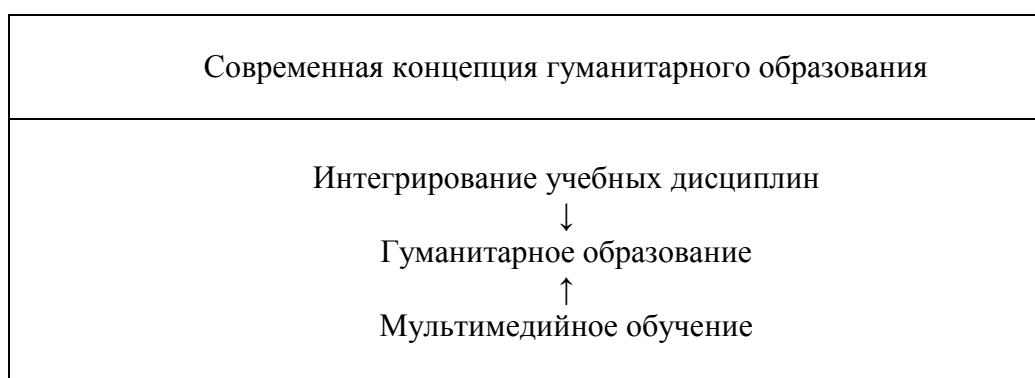 Современная концепция гуманитарного образования
Интегрирование учебных дисциплин
↓
Гуманитарное образование
↑
Мультимедийное обучение